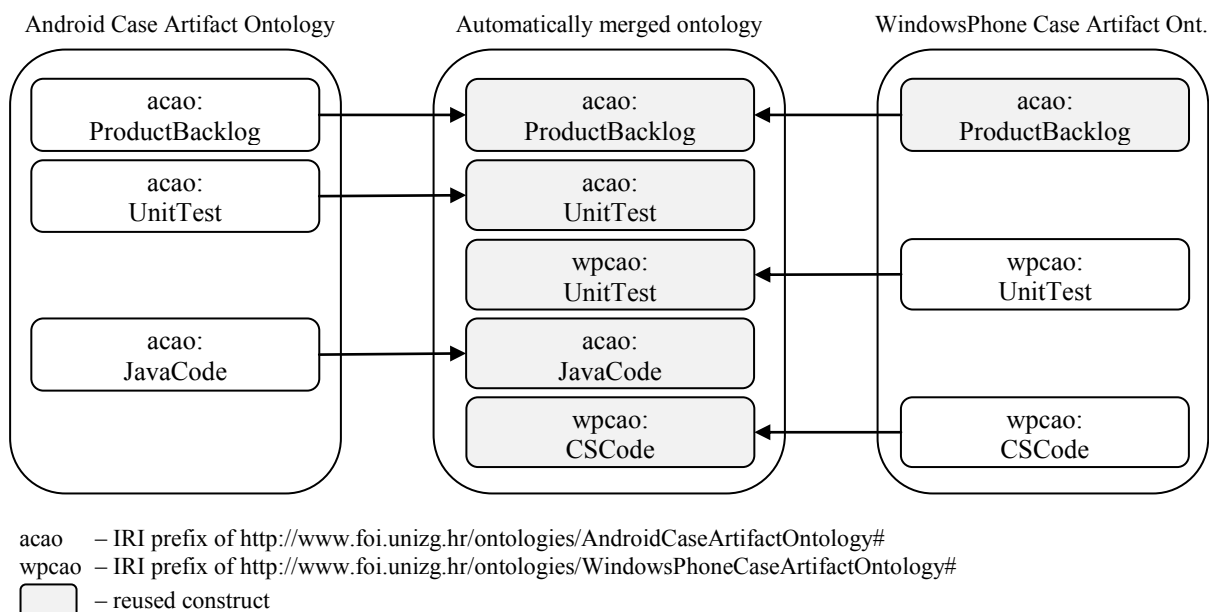 Android Case Artifact Ontology
Automatically merged ontology
WindowsPhone Case Artifact Ont.
acao:
ProductBacklog
acao:
ProductBacklog
acao:
ProductBacklog
acao:
UnitTest
acao:
UnitTest
wpcao:
UnitTest
wpcao:
UnitTest
acao:
JavaCode
acao:
JavaCode
wpcao:
CSCode
wpcao:
CSCode
acao – IRI prefix of http://www.foi.unizg.hr/ontologies/AndroidCaseArtifactOntology#
wpcao – IRI prefix of http://www.foi.unizg.hr/ontologies/WindowsPhoneCaseArtifactOntology#
– reused construct